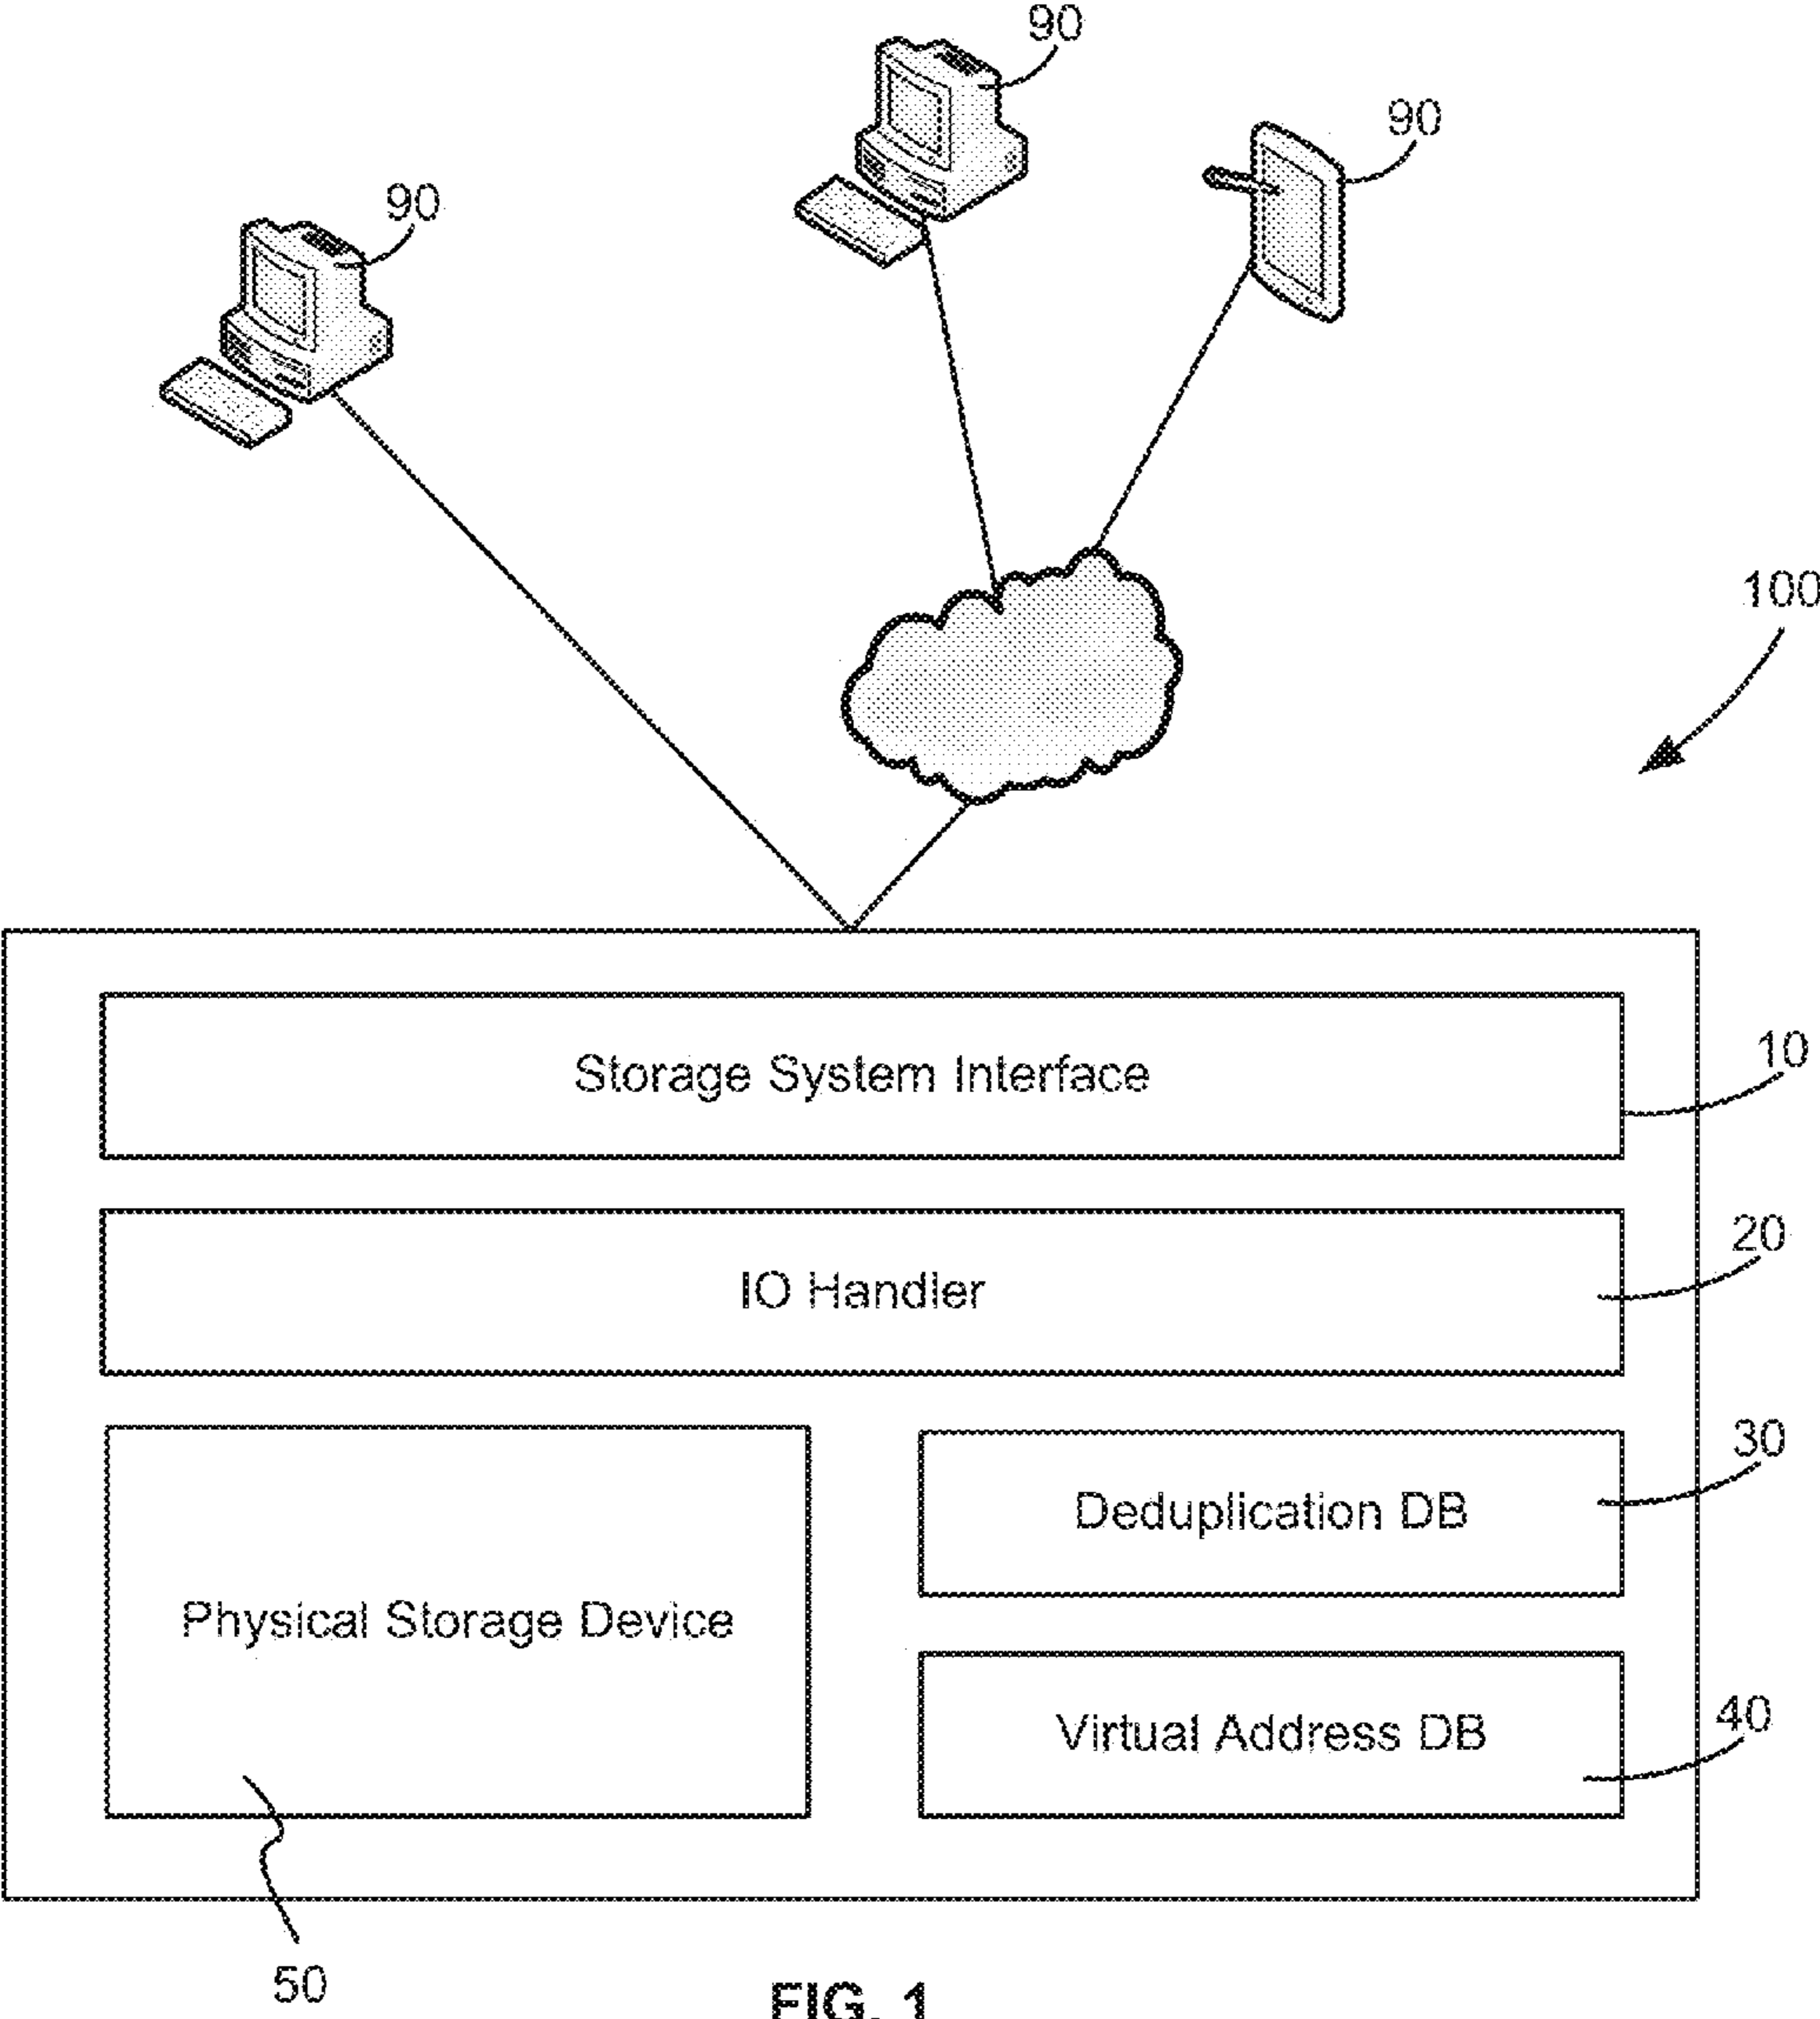 90
90
90
100
Storage System Interface
10
IO Handler
20
Deduplication DB
30
Physical Storage Device
Virtual Address DB
40
50
FIG. 1